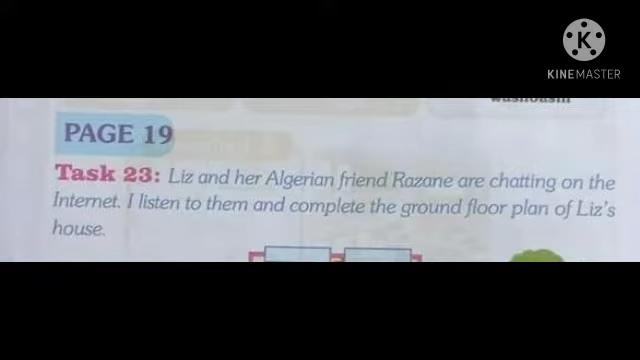 KINEMASTER
washbasin
PAGE 19
Task 23: Liz and her Algerian friend Razane are chatting on the
Internet. I listen to them and complete the ground floor plan of Liz's
house.